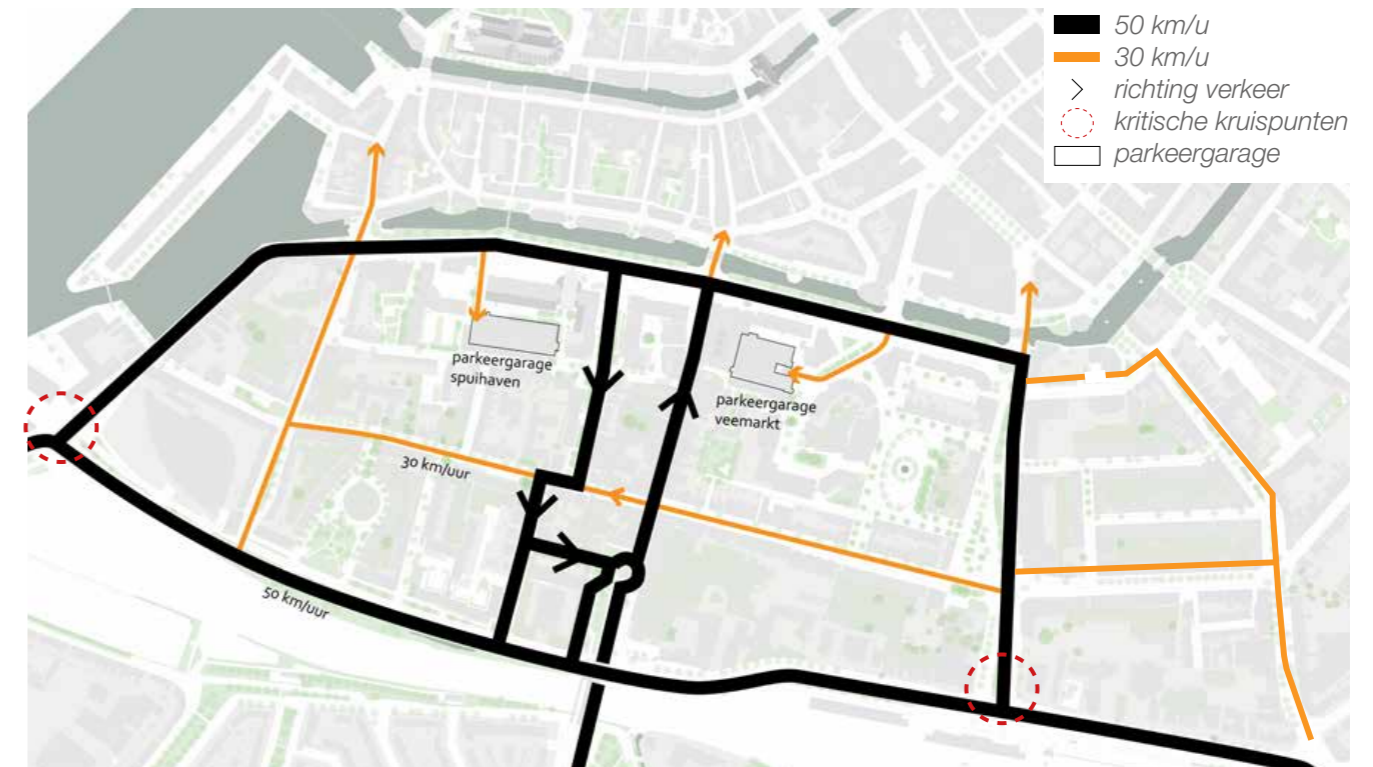 50 km/u
30 km/u
richting verkeer
kritische kruispunten
parkeergarage
parkeergarage
spuihaven
parkeergarage
veemarkt
30 km/uur
50 km/uur